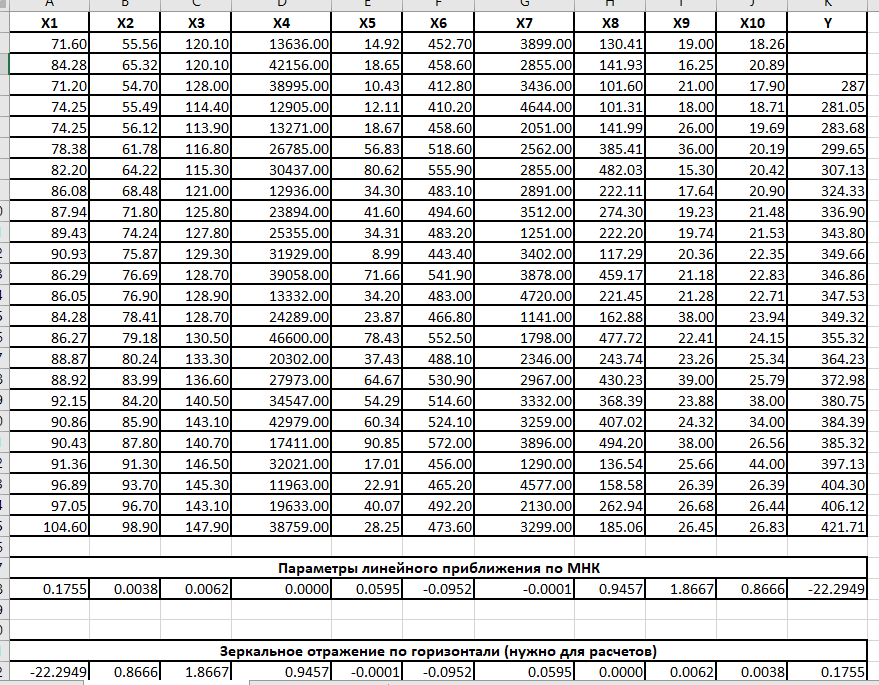 X1 X2 X3 X4 X5 X6 X7 X8 X9 X10 Y
71.60 55.56 120.10 13636.00 14.92 452.70 3899.00 130.41 19.00 18.26
84.28 65.32 120.10 42156.00 18.65 458.60 2855.00 141.93 16.25 20.89
71.20 54.70 128.00 38995.00 10.43 412.80 3436.00 101.60 21.00 17.90 287
74.25 55.49 114.40 12905.00 12.11 410.20 4644.00 101.31 18.00 18.71 281.05
74.25 56.12 113.90 13271.00 18.67 458.60 2051.00 141.99 26.00 19.69 283.68
78.38 61.78 116.80 26785.00 56.83 518.60 2562.00 385.41 36.00 20.19 299.65
82.20 64.22 115.30 30437.00 80.62 555.90 2855.00 482.03 15.30 20.42 307.13
86.08 68.48 121.00 12936.00 34.30 483.10 2891.00 222.11 17.64 20.90 324.33
87.94 71.80 125.80 23894.00 41.60 494.60 3512.00 274.30 19.23 21.48 336.90
89.43 74.24 127.80 25355.00 34.31 483.20 1251.00 222.20 19.74 21.53 343.80
90.93 75.87 129.30 31929.00 8.99 443.40 3402.00 117.29 20.36 22.35 349.66
86.29 76.69 128.70 39058.00 71.66 541.90 3878.00 459.17 21.18 22.83 346.86
86.05 76.90 128.90 13332.00 34.20 483.00 4720.00 221.45 21.28 22.71 347.53
84.28 78.41 128.70 24289.00 23.87 466.80 1141.00 162.88 38.00 23.94 349.32
86.27 79.18 130.50 46600.00 78.43 552.50 1798.00 477.72 22.41 24.15 355.32
88.87 80.24 133.30 20302.00 37.43 488.10 2346.00 243.74 23.26 25.34 364.23
88.92 83.99 136.60 27973.00 64.67 530.90 2967.00 430.23 39.00 25.79 372.98
92.15 84.20 140.50 34547.00 54.29 514.60 3332.00 368.39 23.88 38.00 380.75
90.86 85.90 143.10 42979.00 60.34 524.10 3259.00 407.02 24.32 34.00 384.39
90.43 87.80 140.70 17411.00 90.85 572.00 3896.00 494.20 38.00 26.56 385.32
91.36 91.30 146.50 32021.00 17.01 456.00 1290.00 136.54 25.66 44.00 397.13
96.89 93.70 145.30 11963.00 22.91 465.20 4577.00 158.58 26.39 26.39 404.30
97.05 96.70 143.10 19633.00 40.07 492.20 2130.00 262.94 26.68 26.44 406.12
104.60 98.90 147.90 38759.00 28.25 473.60 3299.00 185.06 26.45 26.83 421.71
Параметры линейного приближения по МНК
0.1755 0.0038 0.0062 0.0000 0.0595 -0.0952 -0.0001 0.9457 1.8667 0.8666 -22.2949
Зеркальное отражение по горизонтали (нужно для расчетов)
-22.2949 0.8666 1.8667 0.9457 -0.0001 -0.0952 0.0595 0.0000 0.0062 0.0038 0.1755